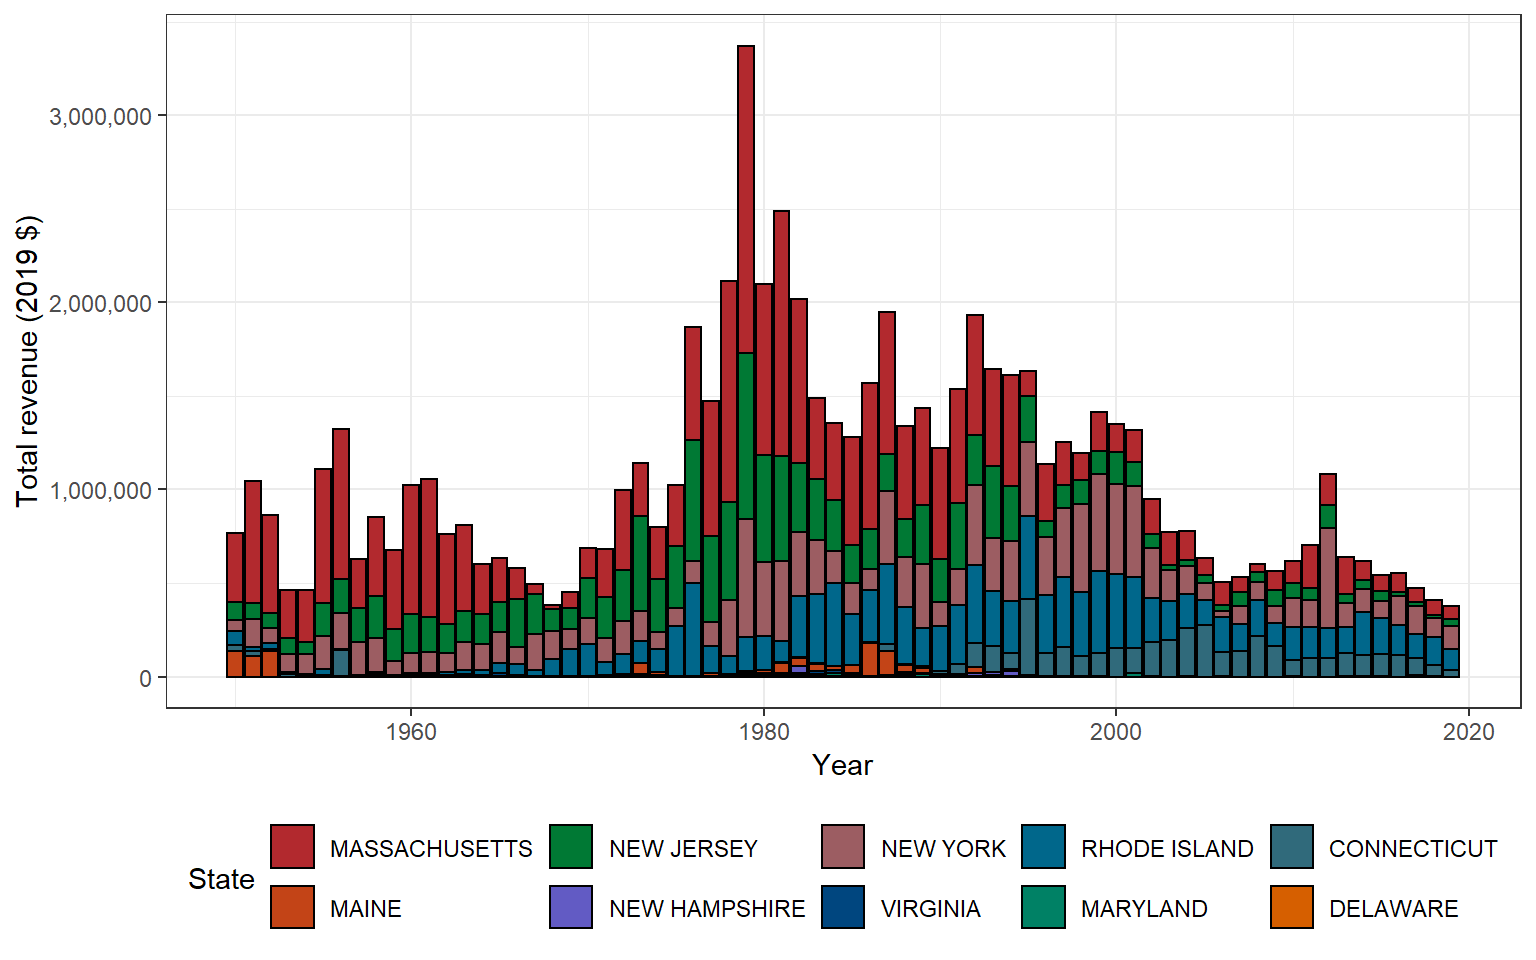 Total revenue (2019 $)
3,000,000
2,000,000
1,000,000
0
1960 1980 2000 2020
Year
State
MASSACHUSETTS NEW JERSEY NEW YORK RHODE ISLAND CONNECTICUT
MAINE NEW HAMPSHIRE VIRGINIA MARYLAND DELAWARE